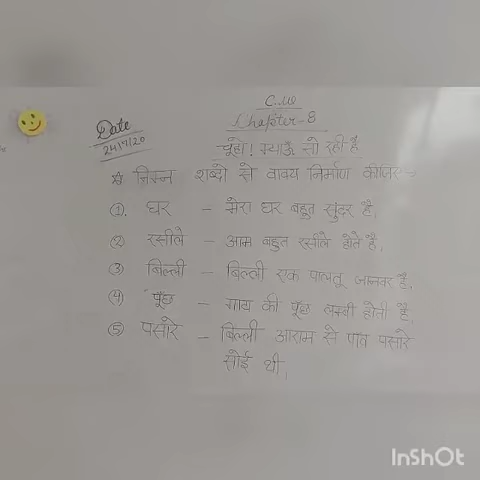 C.W
Date
24/9/20
Chapter-8
चूहो! म्याऊँ सो रही है
निम्न शब्दो से वाक्य निर्माण कीजिए -
①. घर - मेरा घर बहुत सुंदर है.
② रसीले - आम बहुत रसीले होते है.
③ बिल्ली - बिल्ली एक पालतू जानवर है.
④ पूँछ - गाय की पूँछ लम्बी होती है.
⑤ पसारे - बिल्ली आराम से पाव पसारे
सोई थी.
InShOt